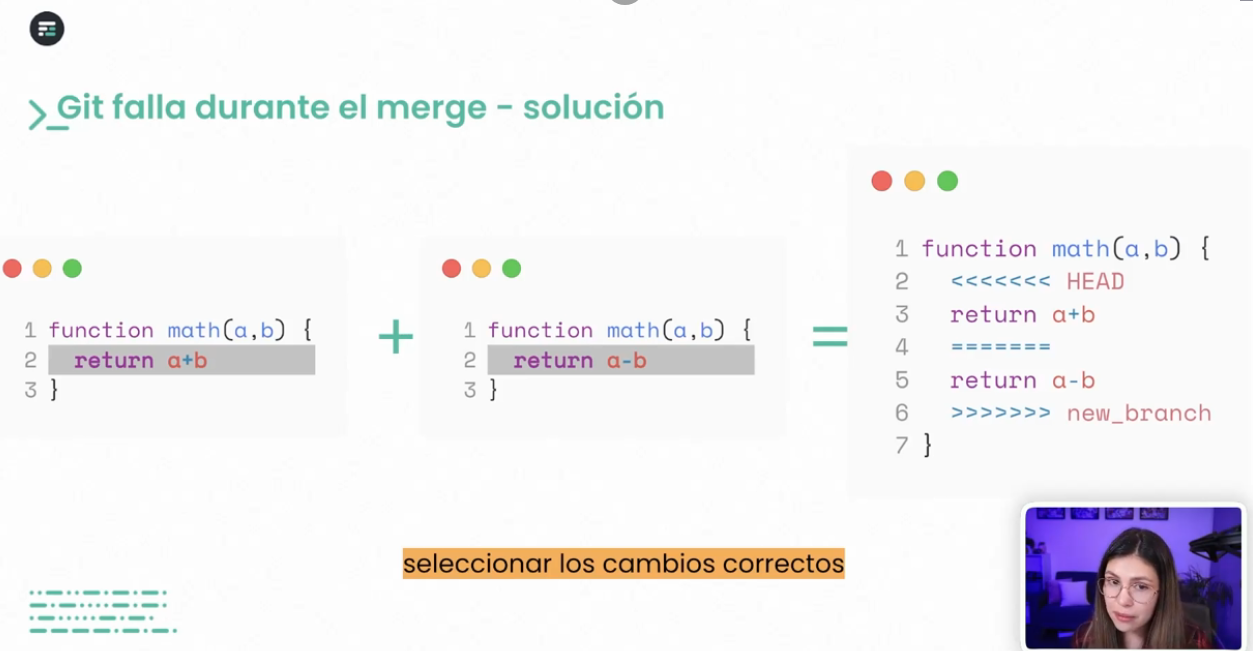 >_Git falla durante el merge - solución
1 function math(a,b) {
2 return a+b
3 }
+
1 function math(a,b) {
2 return a-b
3 }
=
1 function math(a,b) {
2 <<<<<<< HEAD
3 return a+b
4 =======
5 return a-b
6 >>>>>>> new_branch
7 }
seleccionar los cambios correctos